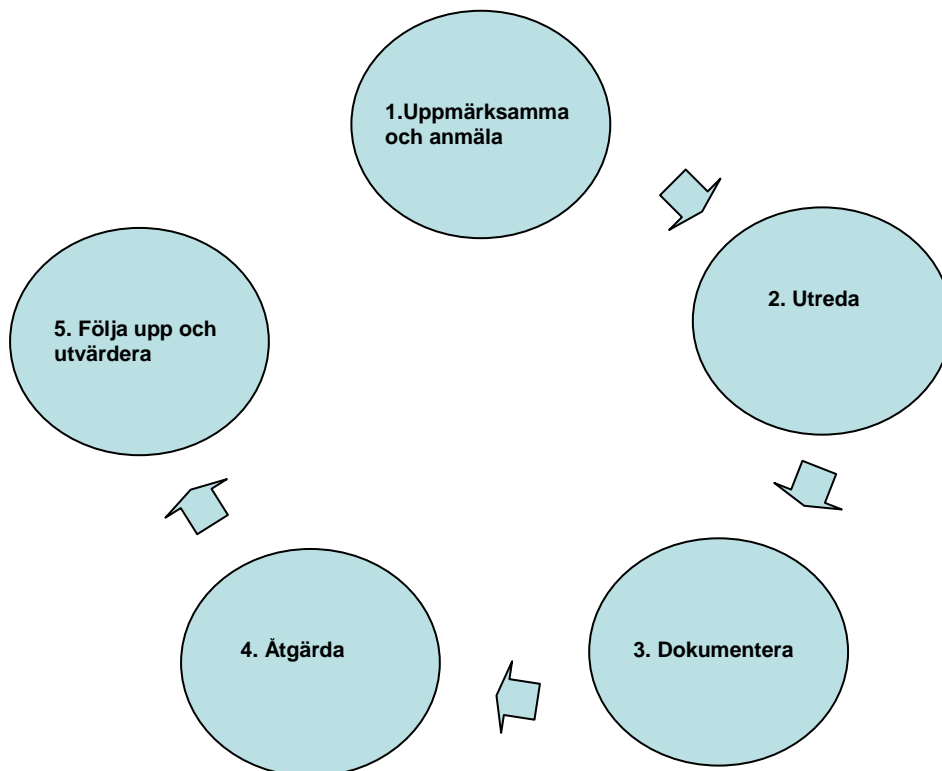 1.Uppmärksamma
och anmäla
2. Utreda
3. Dokumentera
4. Åtgärda
5. Följa upp och
utvärdera